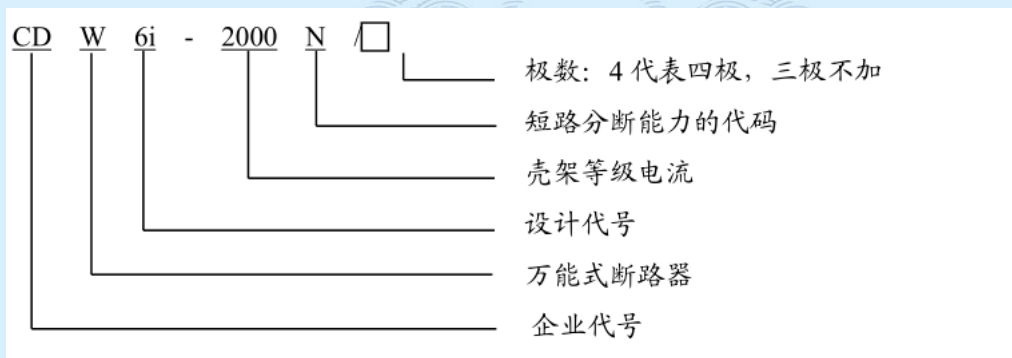 CD W 6i - 2000 N /□
极数：4代表四极，三极不加
短路分断能力的代码
壳架等级电流
设计代号
万能式断路器
企业代号